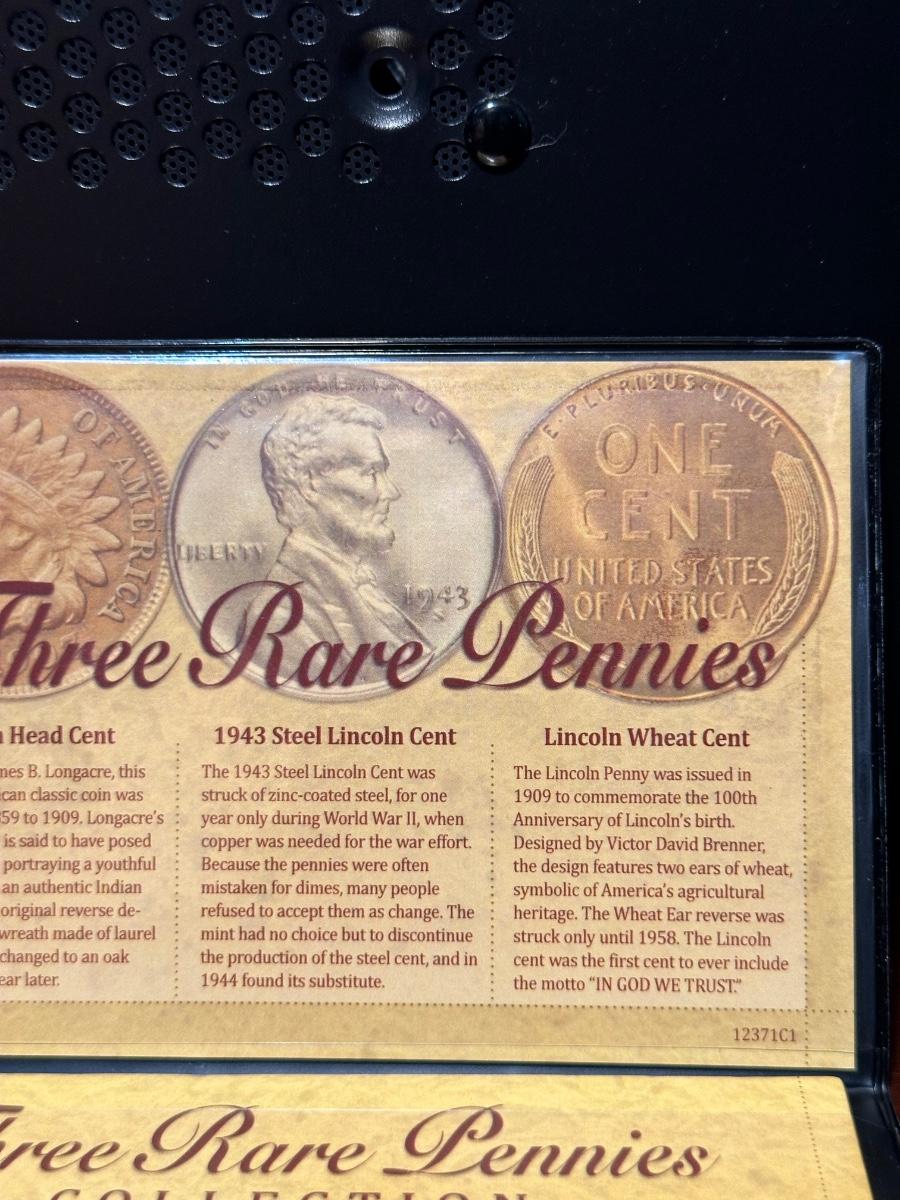 OF AMERICA
IN GOD WE TRUST
LIBERTY
1943
E·PLURIBUS·UNUM
ONE
CENT
UNITED STATES
OF AMERICA
Three Rare Pennies
Head Cent
nes B. Longacre, this
ican classic coin was
859 to 1909. Longacre's
is said to have posed
portraying a youthful
an authentic Indian
original reverse de-
wreath made of laurel
changed to an oak
ear later.
1943 Steel Lincoln Cent
The 1943 Steel Lincoln Cent was
struck of zinc-coated steel, for one
year only during World War II, when
copper was needed for the war effort.
Because the pennies were often
mistaken for dimes, many people
refused to accept them as change. The
mint had no choice but to discontinue
the production of the steel cent, and in
1944 found its substitute.
Lincoln Wheat Cent
The Lincoln Penny was issued in
1909 to commemorate the 100th
Anniversary of Lincoln's birth.
Designed by Victor David Brenner,
the design features two ears of wheat,
symbolic of America's agricultural
heritage. The Wheat Ear reverse was
struck only until 1958. The Lincoln
cent was the first cent to ever include
the motto "IN GOD WE TRUST."
12371C1
hree Rare Pennies
COLLECTION